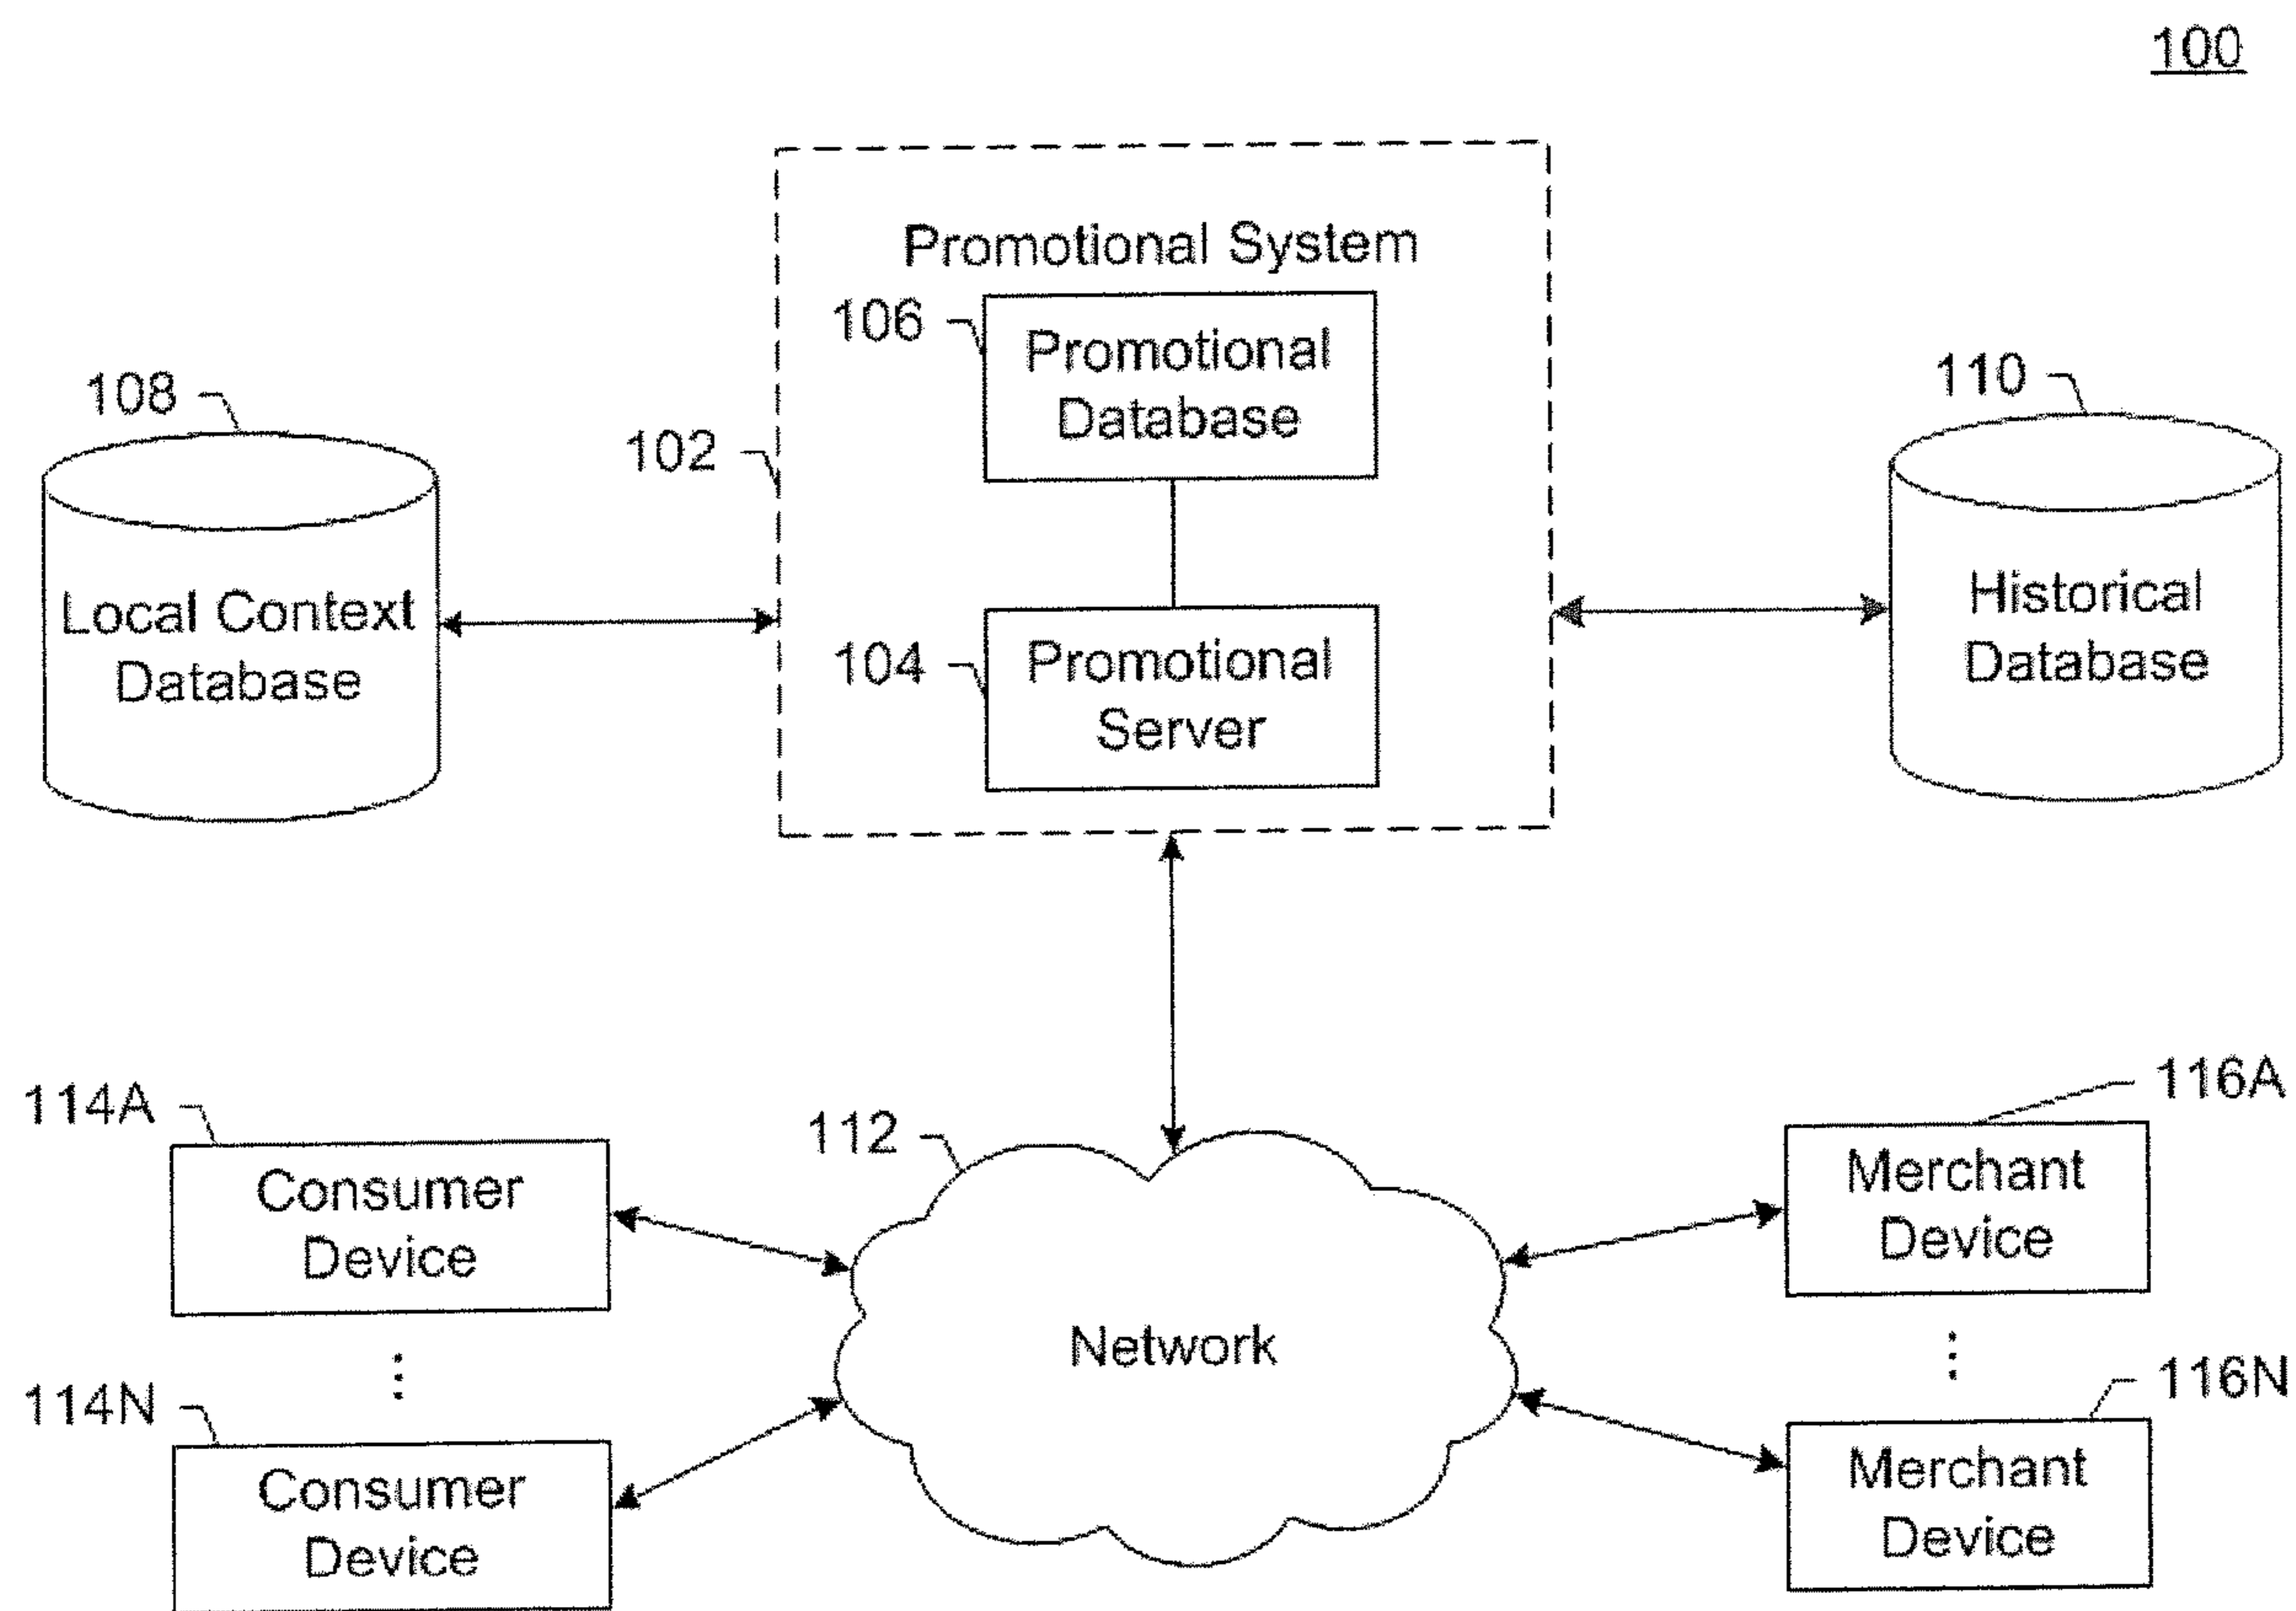 100
Promotional System
106
Promotional
Database
108
102
110
Local Context
Database
104
Promotional
Server
Historical
Database
114A
Consumer
Device
112
116A
Merchant
Device
Network
114N
Consumer
Device
116N
Merchant
Device